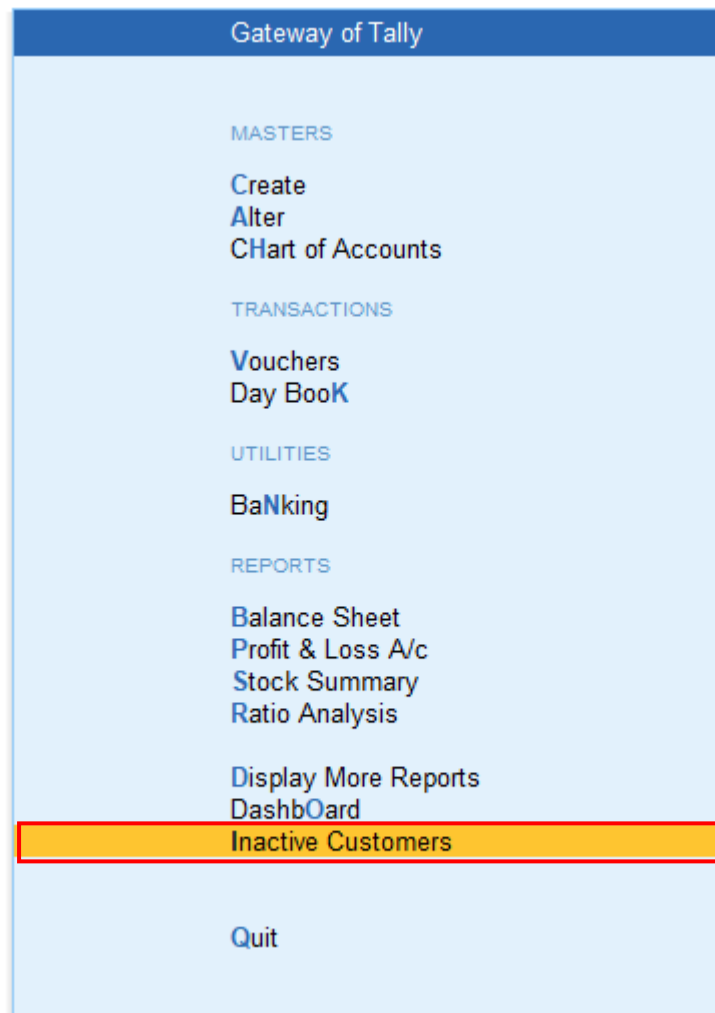 Gateway of Tally
MASTERS
Create
Alter
CHart of Accounts
TRANSACTIONS
Vouchers
Day BooK
UTILITIES
BaNking
REPORTS
Balance Sheet
Profit & Loss A/c
Stock Summary
Ratio Analysis
Display More Reports
DashbOard
Inactive Customers
Quit